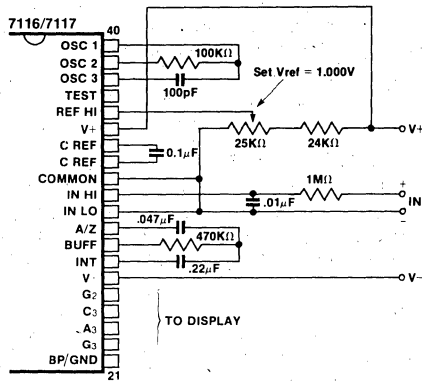 7116/7117
40
OSC 1
OSC 2
OSC 3
TEST
REF HI
V+
C REF
C REF
COMMON
IN HI
IN LO
A/Z
BUFF
INT
V-
G2
C3
A3
G3
BP/GND
21
100KΩ
100pF
Set Vref = 1.000V
25KΩ
24KΩ
V+
0.1µF
1MΩ
+
.01µF
IN
-
.047µF
470KΩ
.22µF
V-
TO DISPLAY